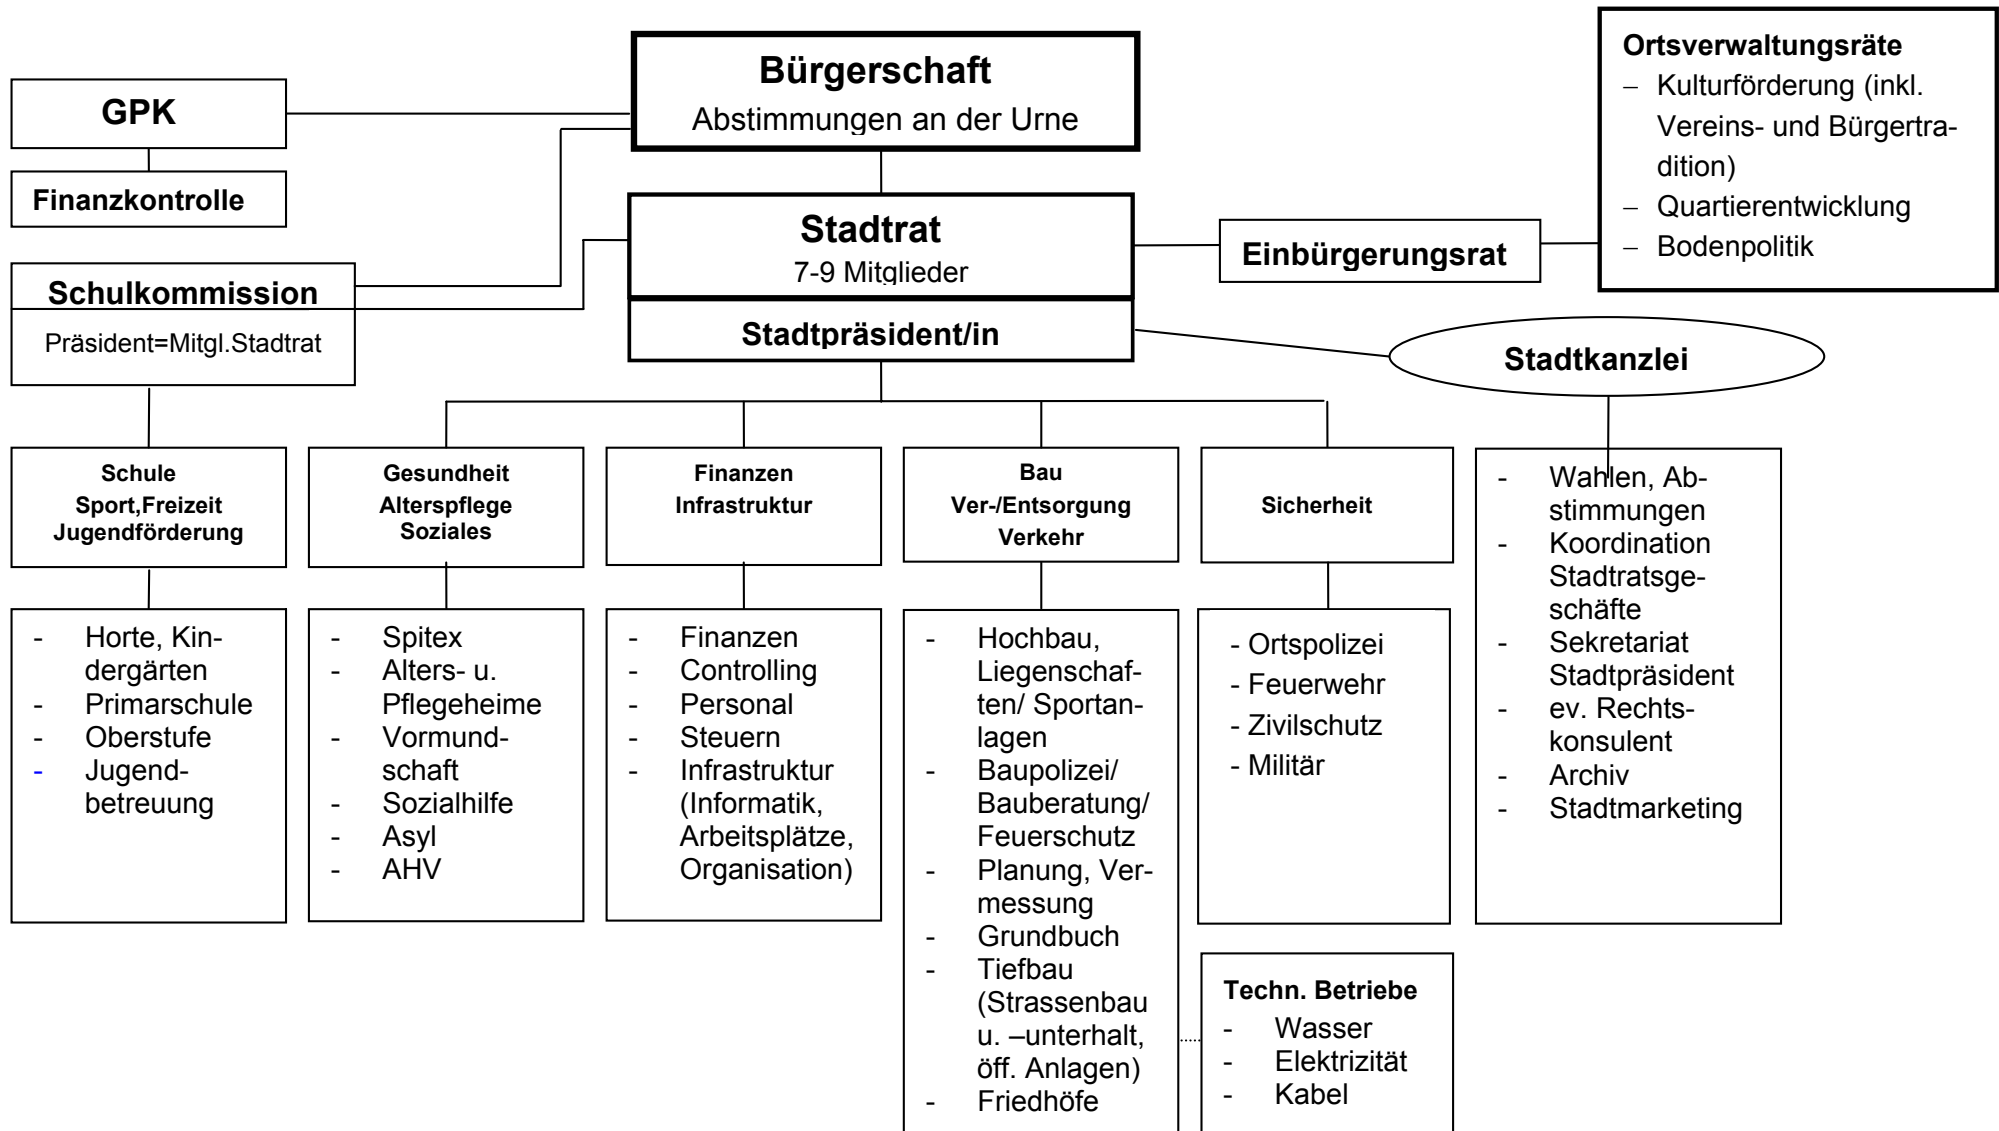 Bürgerschaft
Abstimmungen an der Urne
GPK
Finanzkontrolle
Ortsverwaltungsräte
– Kulturförderung (inkl.
Vereins- und Bürgertra-
dition)
– Quartierentwicklung
– Bodenpolitik
Stadtrat
7-9 Mitglieder
Einbürgerungsrat
Schulkommission
Präsident=Mitgl.Stadtrat
Stadtpräsident/in
Stadtkanzlei
Schule
Sport,Freizeit
Jugendförderung
Gesundheit
Alterspflege
Soziales
Finanzen
Infrastruktur
Bau
Ver-/Entsorgung
Verkehr
Sicherheit
- Wahlen, Ab-
stimmungen
- Koordination
Stadtratsge-
schäfte
- Sekretariat
Stadtpräsident
- ev. Rechts-
konsulent
- Archiv
- Stadtmarketing
- Horte, Kin-
dergärten
- Primarschule
- Oberstufe
- Jugend-
betreuung
- Spitex
- Alters- u.
Pflegeheime
- Vormund-
schaft
- Sozialhilfe
- Asyl
- AHV
- Finanzen
- Controlling
- Personal
- Steuern
- Infrastruktur
(Informatik,
Arbeitsplätze,
Organisation)
- Hochbau,
Liegenschaf-
ten/ Sportan-
lagen
- Baupolizei/
Bauberatung/
Feuerschutz
- Planung, Ver-
messung
- Grundbuch
- Tiefbau
(Strassenbau
u. –unterhalt,
öff. Anlagen)
- Friedhöfe
- Ortspolizei
- Feuerwehr
- Zivilschutz
- Militär
Techn. Betriebe
- Wasser
- Elektrizität
- Kabel